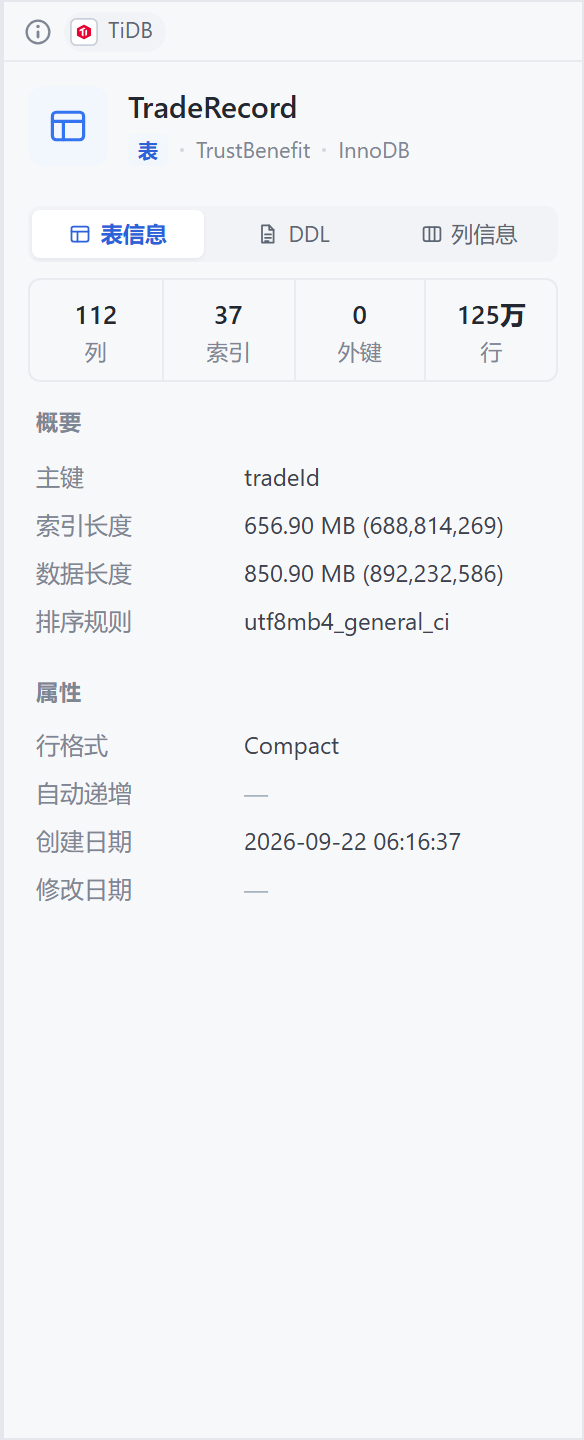 TiDB
TradeRecord
表 · TrustBenefit · InnoDB
表信息 DDL 列信息
112 37 0 125万
列 索引 外键 行
概要
主键 tradeId
索引长度 656.90 MB (688,814,269)
数据长度 850.90 MB (892,232,586)
排序规则 utf8mb4_general_ci
属性
行格式 Compact
自动递增 —
创建日期 2026-09-22 06:16:37
修改日期 —